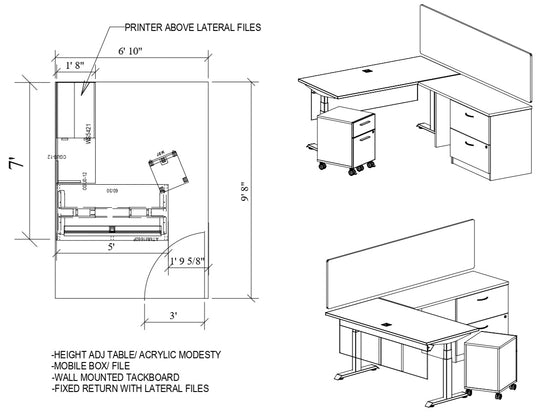 PRINTER ABOVE LATERAL FILES
6' 10"
1' 8"
7'
9' 8"
5'
1' 9 5/8"
3'
-HEIGHT ADJ TABLE/ ACRYLIC MODESTY
-MOBILE BOX/ FILE
-WALL MOUNTED TACKBOARD
-FIXED RETURN WITH LATERAL FILES